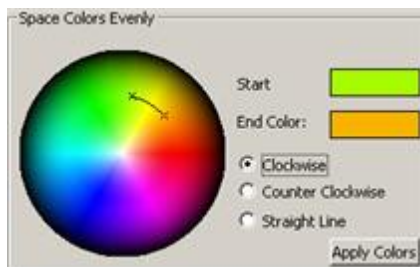 Space Colors Evenly
Start
End Color:
Clockwise
Counter Clockwise
Straight Line
Apply Colors